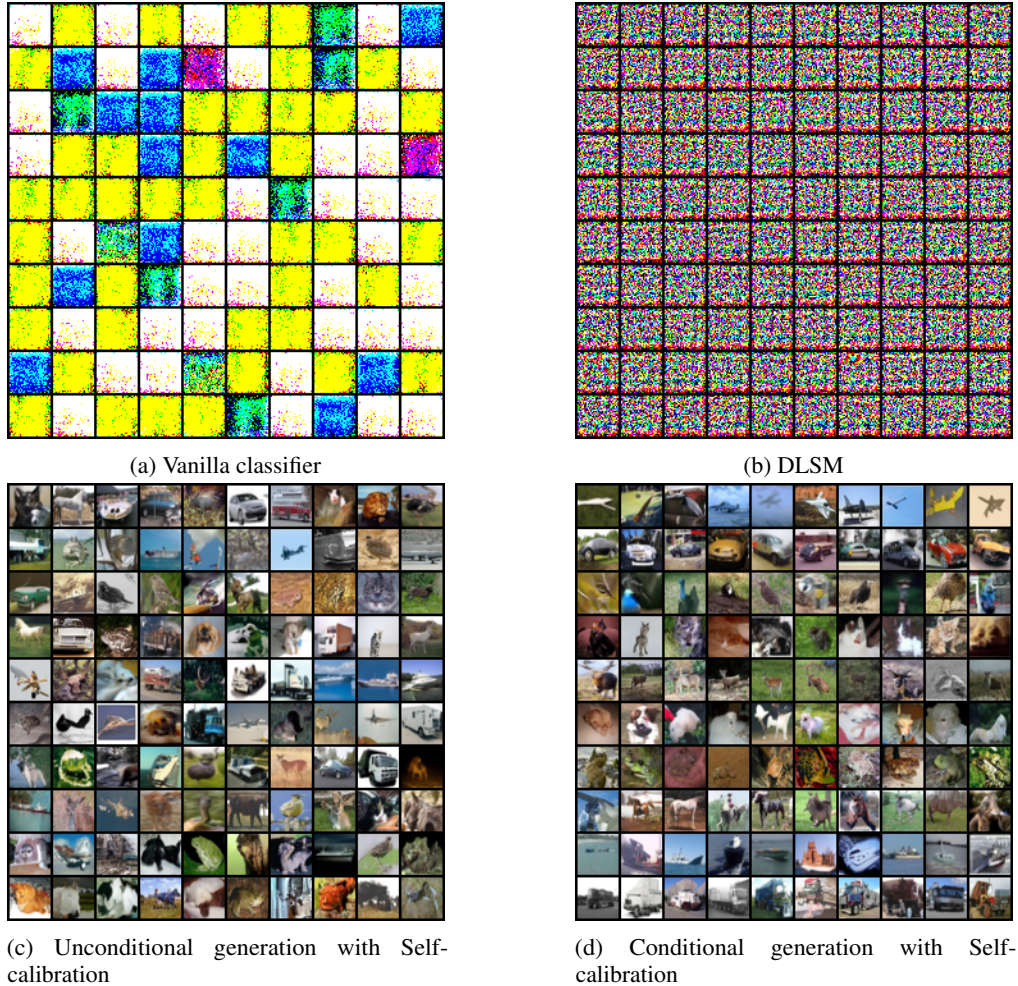 (a) Vanilla classifier
(b) DLSM
(c) Unconditional generation with Self-
calibration
(d) Conditional generation with Self-
calibration